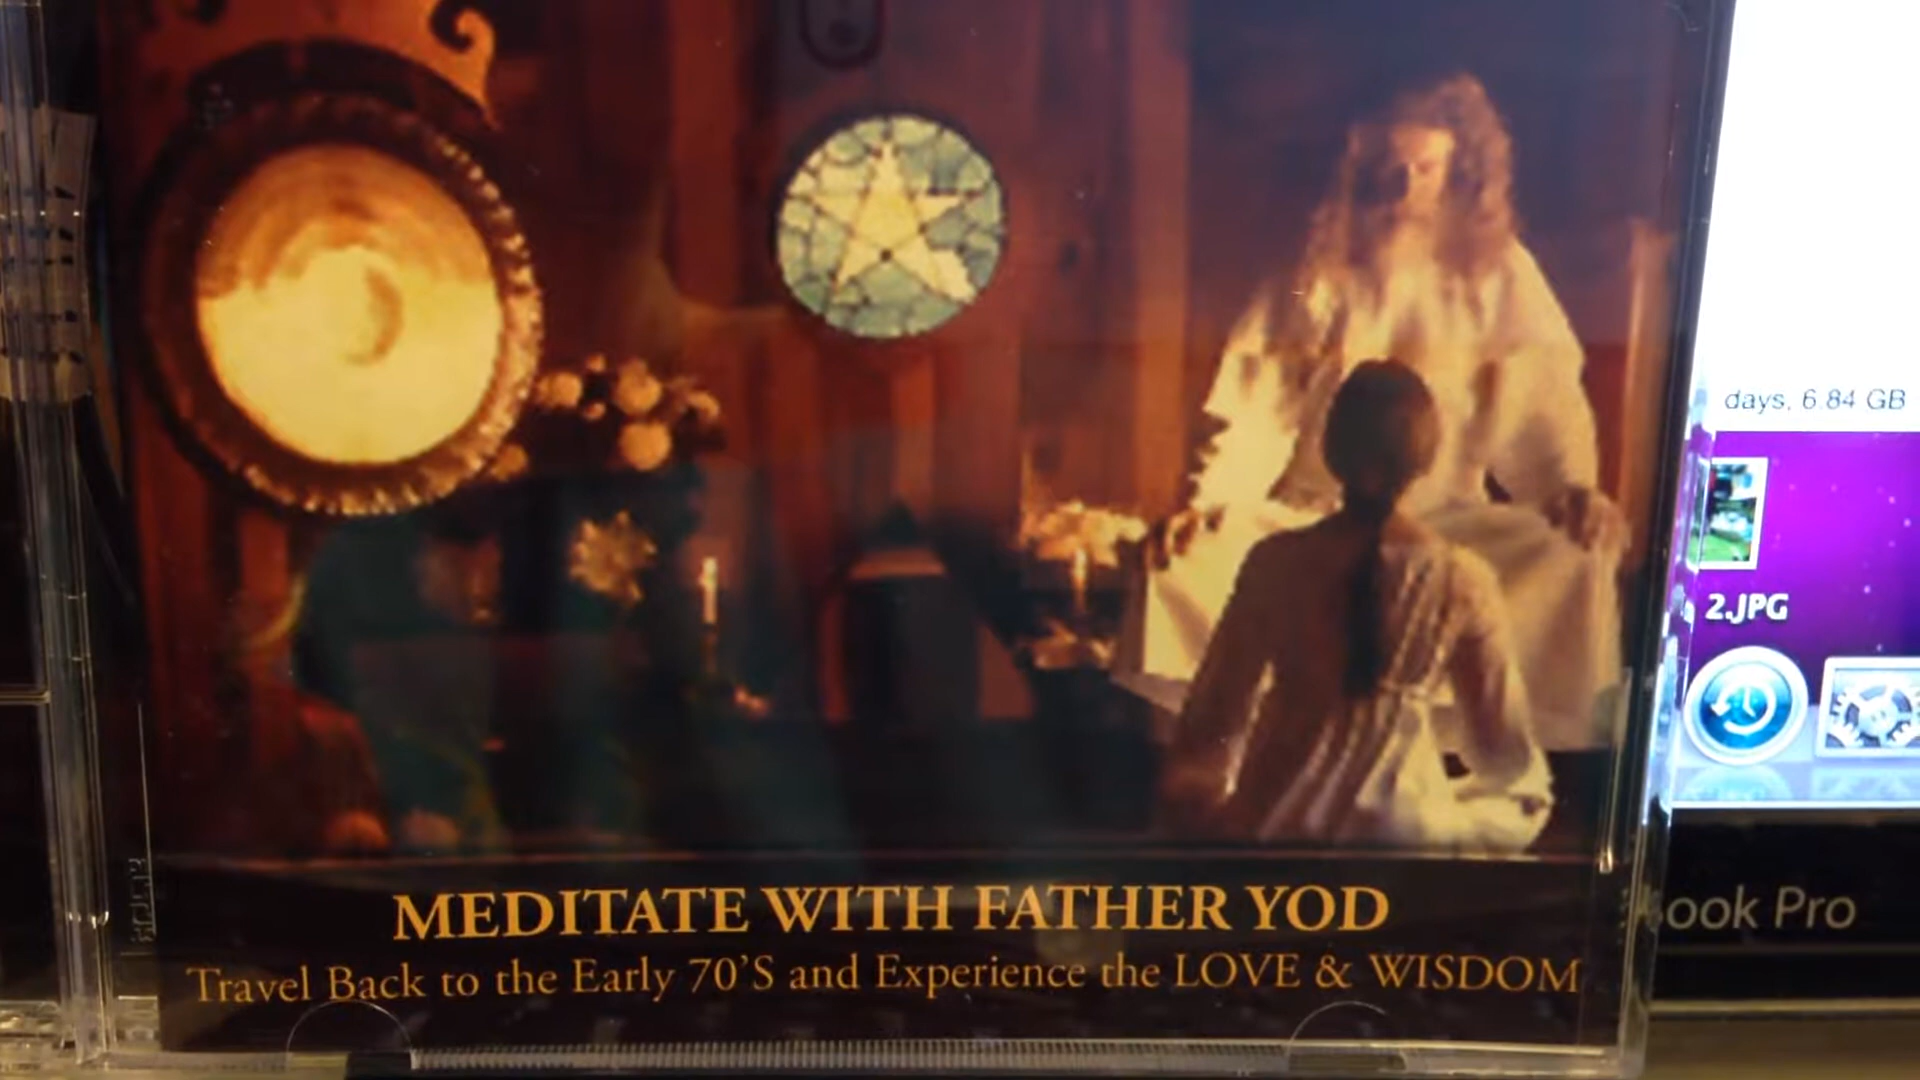 days, 6.84 GB
2.JPG
MEDITATE WITH FATHER YOD
ook Pro
Travel Back to the Early 70'S and Experience the LOVE & WISDOM